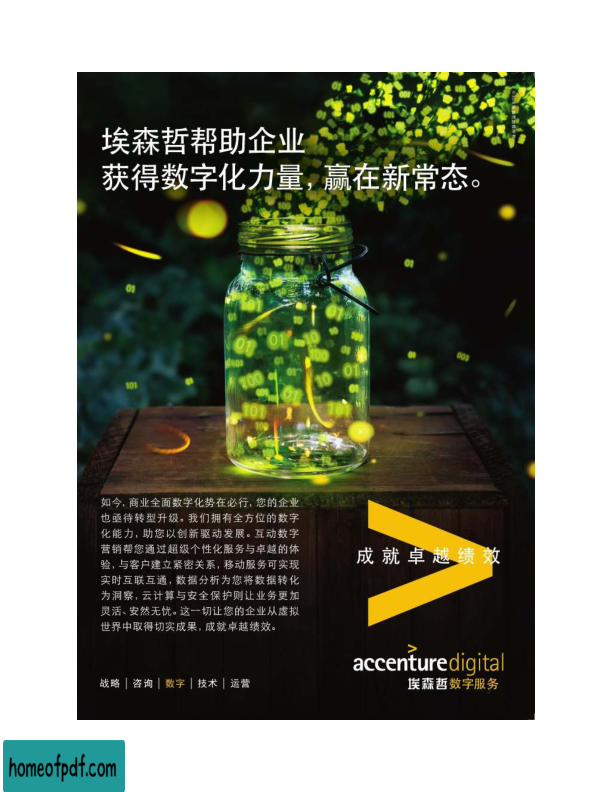 埃森哲帮助企业
获得数字化力量，赢在新常态。
01
01
101
01
10
100
01
001
101
如今，商业全面数字化势在必行，您的企业
也亟待转型升级。我们拥有全方位的数字
化能力，助您以创新驱动发展。互动数字
营销帮您通过超级个性化服务与卓越的体
验，与客户建立紧密关系，移动服务可实现
实时互联互通，数据分析为您将数据转化
为洞察，云计算与安全保护则让业务更加
灵活、安然无忧。这一切让您的企业从虚拟
世界中取得切实成果，成就卓越绩效。
成就卓越绩效
accenturedigital
埃森哲数字服务
战略 | 咨询 | 数字 | 技术 | 运营
homeofpdf.com